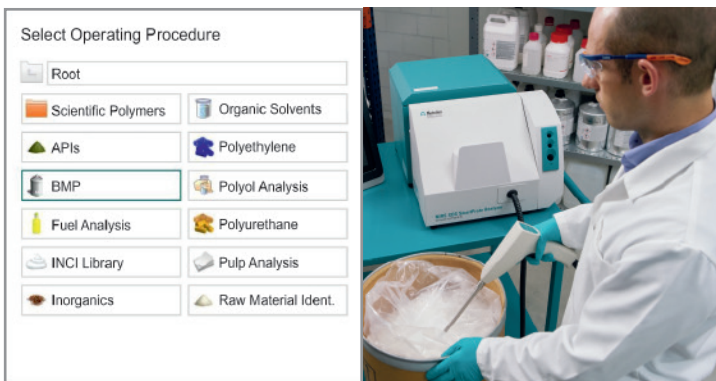 Select Operating Procedure
Root
Scientific Polymers
Organic Solvents
APIs
Polyethylene
BMP
Polyol Analysis
Fuel Analysis
Polyurethane
INCI Library
Pulp Analysis
Inorganics
Raw Material Ident.
Metrohm